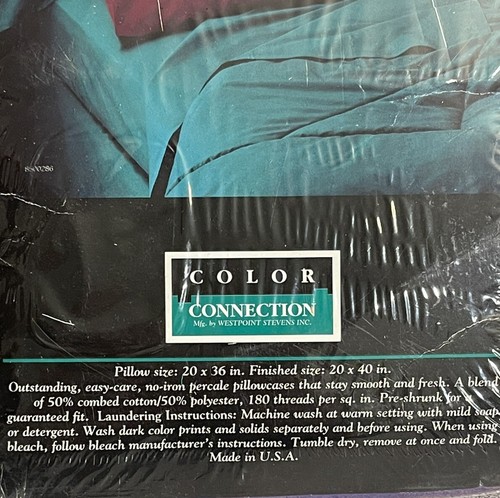 8500286
COLOR
CONNECTION
Mfg. by WESTPOINT STEVENS INC.
Pillow size: 20 x 36 in. Finished size: 20 x 40 in.
Outstanding, easy-care, no-iron percale pillowcases that stay smooth and fresh. A blend
of 50% combed cotton/50% polyester, 180 threads per sq. in. Pre-shrunk for a
guaranteed fit. Laundering Instructions: Machine wash at warm setting with mild soap
or detergent. Wash dark color prints and solids separately and before using. When using
bleach, follow bleach manufacturer's instructions. Tumble dry, remove at once and fold.
Made in U.S.A.